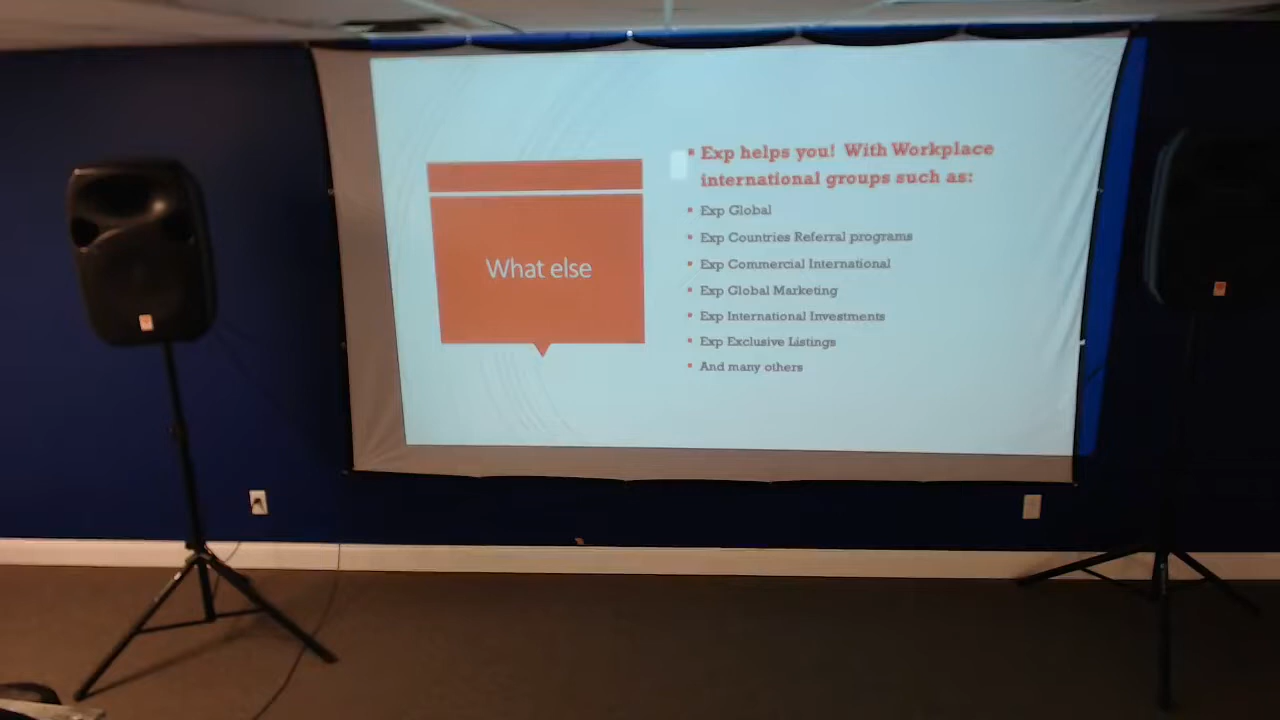 What else
Exp helps you! With Workplace
international groups such as:
Exp Global
Exp Countries Referral programs
Exp Commercial International
Exp Global Marketing
Exp International Investments
Exp Exclusive Listings
And many others